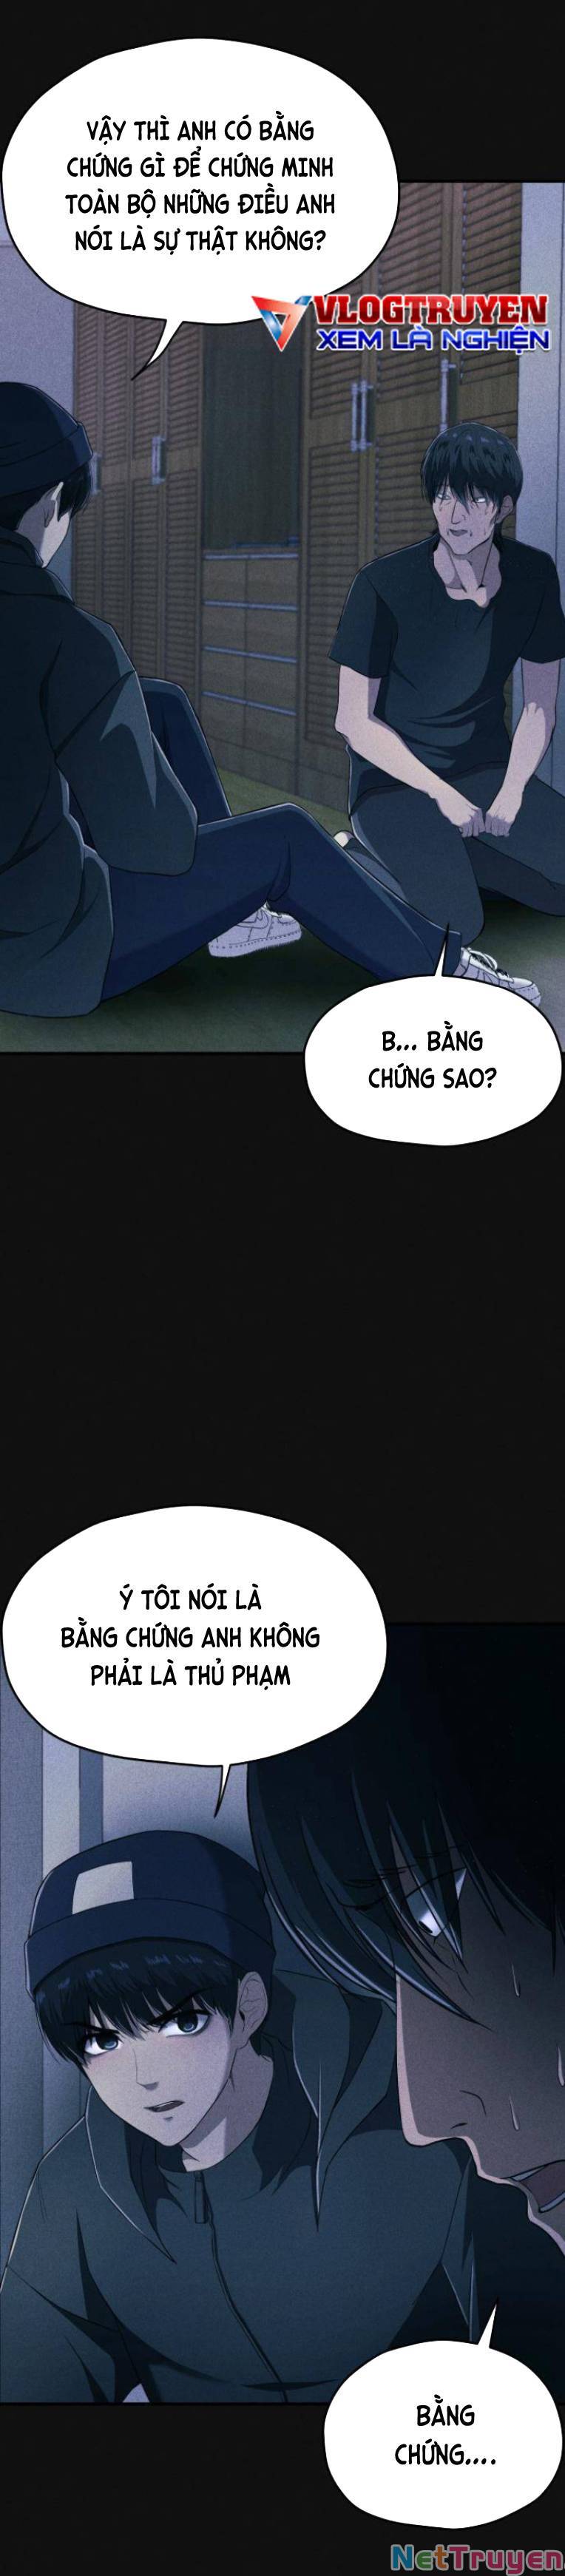 VẬY THÌ ANH CÓ BẰNG
CHỨNG GÌ ĐỂ CHỨNG MINH
TOÀN BỘ NHỮNG ĐIỀU ANH
NÓI LÀ SỰ THẬT KHÔNG?
VLOGTRUYEN
XEM LÀ NGHIỆN
B... BẰNG
CHỨNG SAO?
Ý TÔI NÓI LÀ
BẰNG CHỨNG ANH KHÔNG
PHẢI LÀ THỦ PHẠM
BẰNG
CHỨNG....
NetTruyen